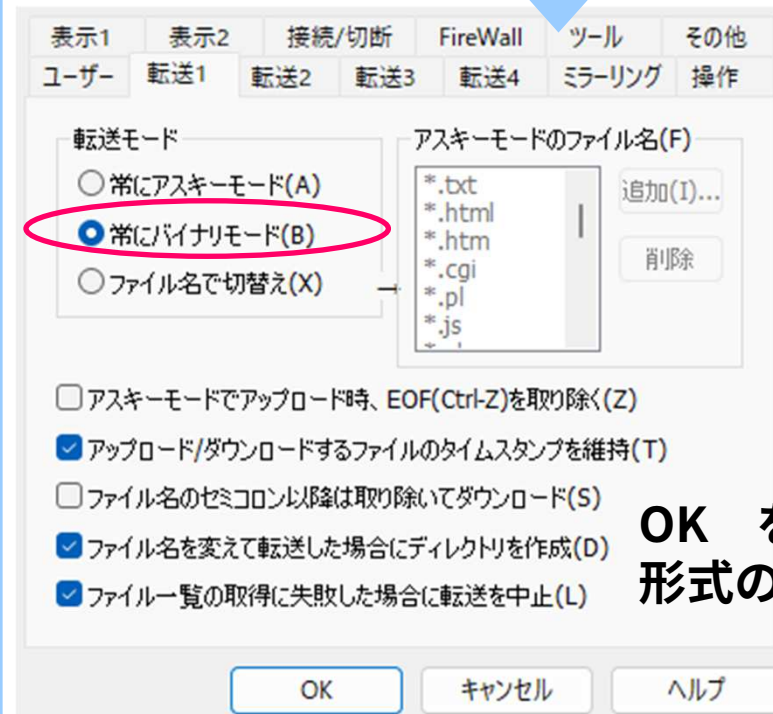 表示1 表示2 接続/切断 FireWall ツール その他
ユーザー 転送1 転送2 転送3 転送4 ミラーリング 操作
転送モード
常にアスキーモード(A)
常にバイナリモード(B)
ファイル名で切替え(X) →
アスキーモードのファイル名(F)
*.txt
*.html
*.htm
*.cgi
*.pl
*.js
追加(I)...
削除
アスキーモードでアップロード時、EOF(Ctrl-Z)を取り除く(Z)
アップロード/ダウンロードするファイルのタイムスタンプを維持(T)
ファイル名のセミコロン以降は取り除いてダウンロード(S)
ファイル名を変えて転送した場合にディレクトリを作成(D)
ファイル一覧の取得に失敗した場合に転送を中止(L)
OK を
形式の
OK キャンセル ヘルプ